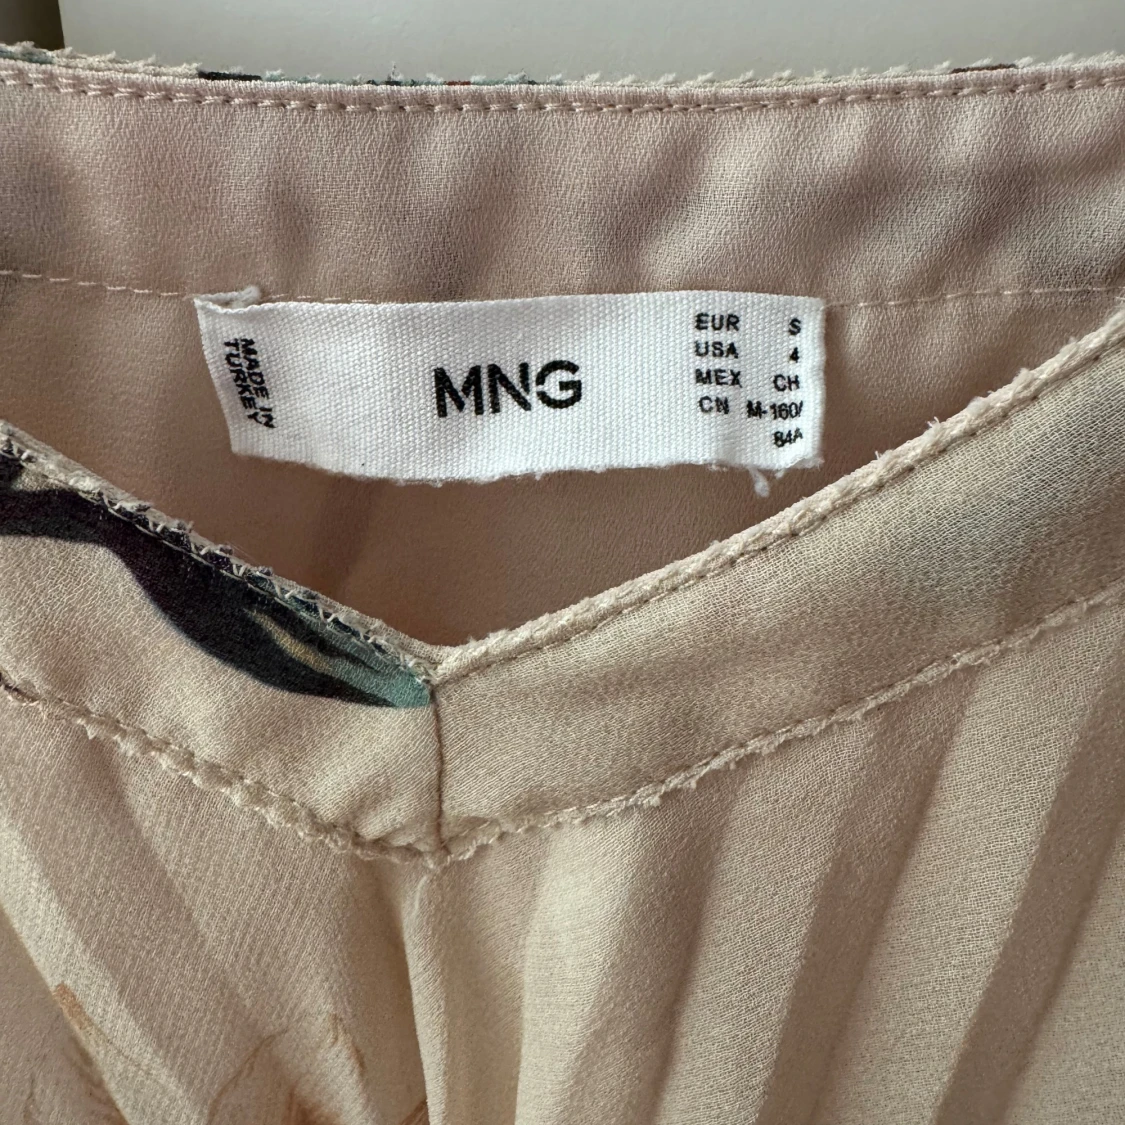 MADE IN
TURKEY
MNG
EUR S
USA 4
MEX CH
CN M-160/
84A